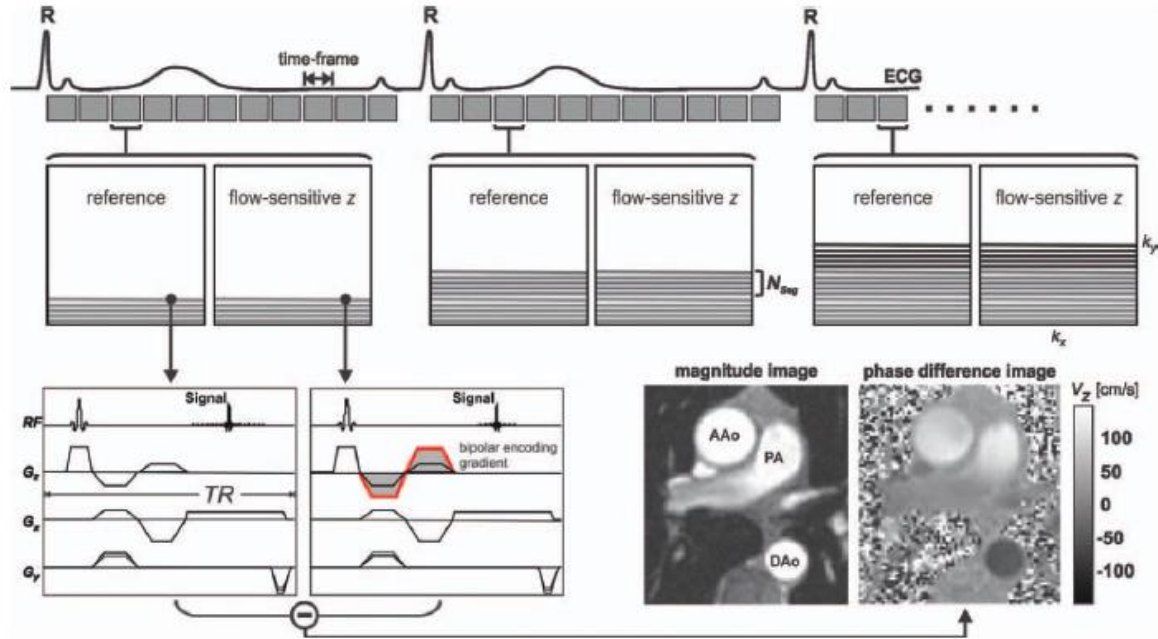 R R R
time-frame
ECG
reference flow-sensitive z reference flow-sensitive z reference flow-sensitive z
k_y
N_Seg
k_x
magnitude image phase difference image
V_Z [cm/s]
Signal Signal
RF
bipolar encoding
gradient
G_z
TR
G_x
G_y
AAo
PA
DAo
100
50
0
-50
-100